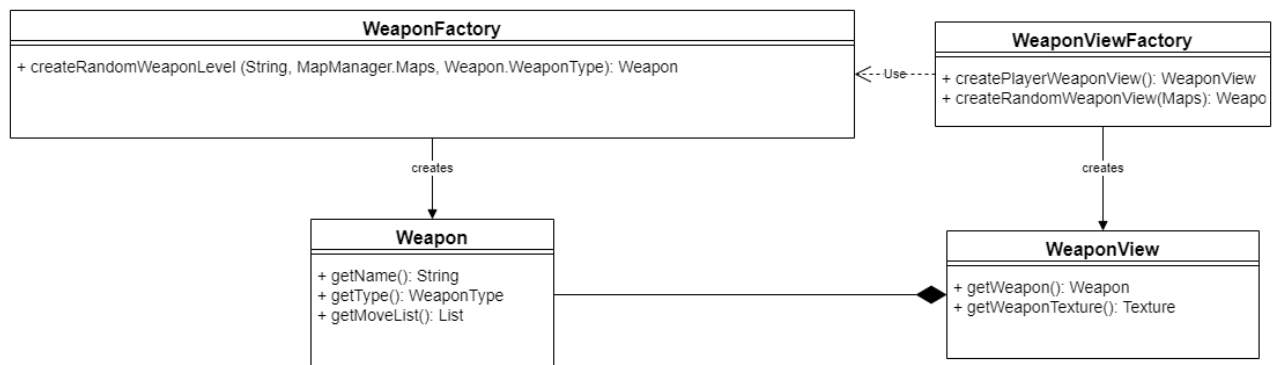 WeaponFactory
+ createRandomWeaponLevel (String, MapManager.Maps, Weapon.WeaponType): Weapon
WeaponViewFactory
+ createPlayerWeaponView(): WeaponView
+ createRandomWeaponView(Maps): Weapo
Use
creates
creates
Weapon
+ getName(): String
+ getType(): WeaponType
+ getMoveList(): List
WeaponView
+ getWeapon(): Weapon
+ getWeaponTexture(): Texture